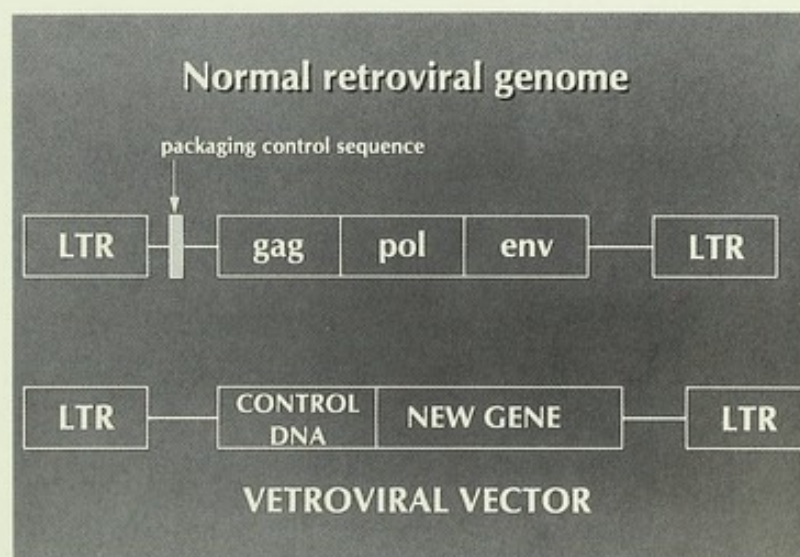 Normal retroviral genome
packaging control sequence
LTR gag pol env LTR
LTR CONTROL DNA NEW GENE LTR
VETROVIRAL VECTOR